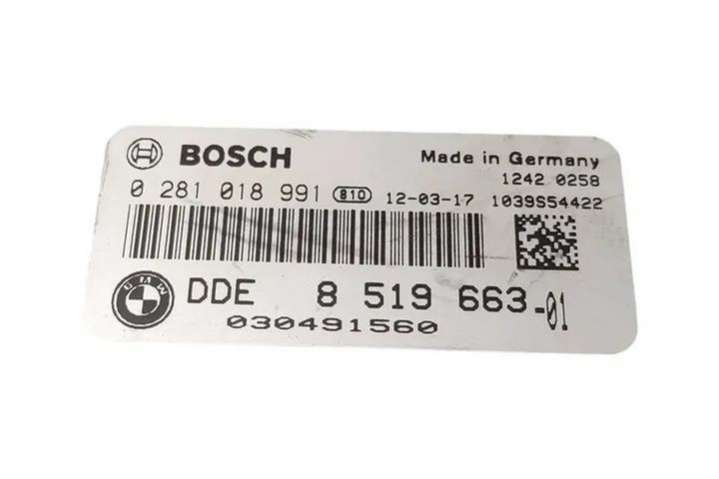 BOSCH
Made in Germany
1242 0258
0 281 018 991 810 12-03-17 1039S54422
BMW
DDE 8 519 663-01
030491560